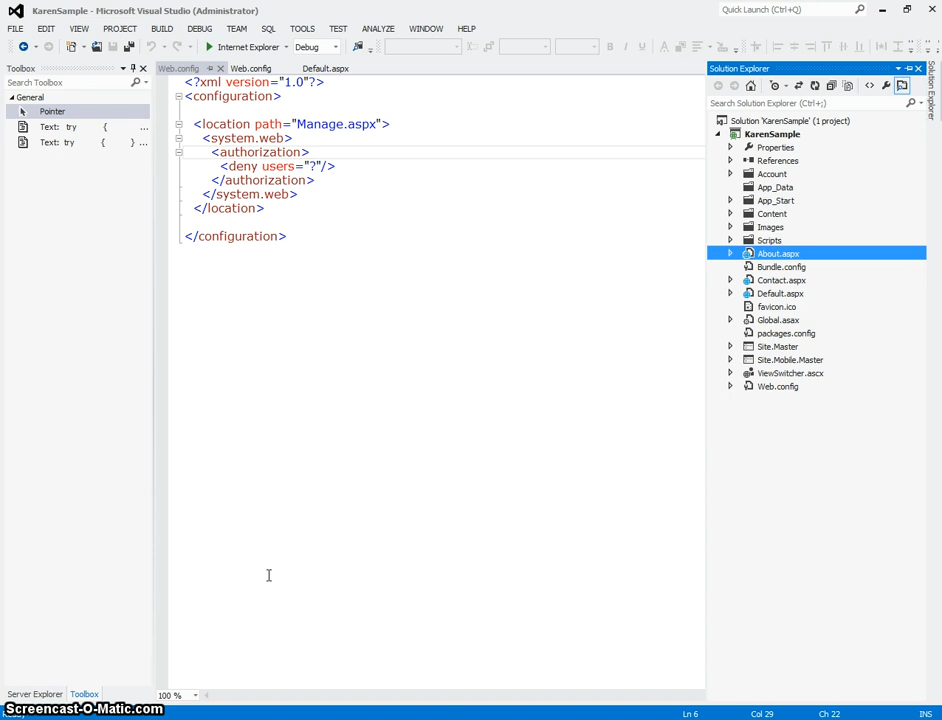 KarenSample - Microsoft Visual Studio (Administrator)
Quick Launch (Ctrl+Q)
FILE EDIT VIEW PROJECT BUILD DEBUG TEAM SQL TOOLS TEST ANALYZE WINDOW HELP
Internet Explorer Debug
Toolbox
Search Toolbox
General
Pointer
Text: try { ...
Text: try { } ...
Web.config Web.config Default.aspx
<?xml version="1.0"?>
<configuration>
<location path="Manage.aspx">
<system.web>
<authorization>
<deny users="?"/>
</authorization>
</system.web>
</location>
</configuration>
Solution Explorer
Search Solution Explorer (Ctrl+;)
Solution 'KarenSample' (1 project)
KarenSample
Properties
References
Account
App_Data
App_Start
Content
Images
Scripts
About.aspx
Bundle.config
Contact.aspx
Default.aspx
favicon.ico
Global.asax
packages.config
Site.Master
Site.Mobile.Master
ViewSwitcher.ascx
Web.config
Solution Explorer
100 %
Server Explorer Toolbox
Screencast-O-Matic.com
Ln 6 Col 29 Ch 22 INS